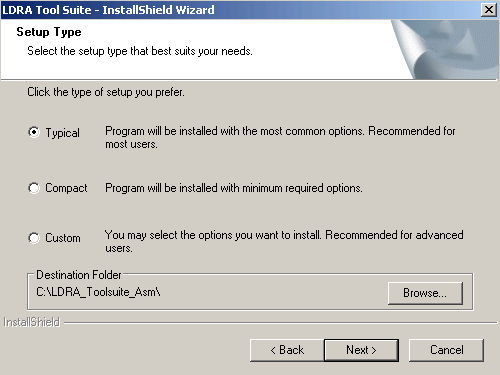 LDRA Tool Suite - InstallShield Wizard
Setup Type
Select the setup type that best suits your needs.
Click the type of setup you prefer.
Typical
Program will be installed with the most common options. Recommended for
most users.
Compact
Program will be installed with minimum required options.
Custom
You may select the options you want to install. Recommended for advanced
users.
Destination Folder
C:\LDRA_Toolsuite_Asm\
Browse...
InstallShield
< Back
Next >
Cancel